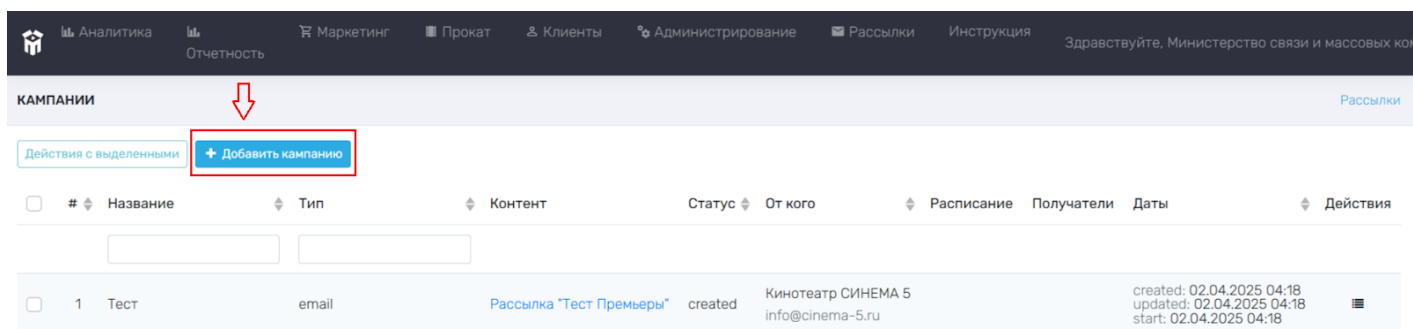 Аналитика
Отчетность
Маркетинг
Прокат
Клиенты
Администрирование
Рассылки
Инструкция
Здравствуйте, Министерство связи и массовых
КАМПАНИИ
Рассылки
Действия с выделенными
+ Добавить кампанию
# Название Тип Контент Статус От кого Расписание Получатели Даты Действия
1 Тест email Рассылка "Тест Премьеры" created
Кинотеатр СИНЕМА 5
info@cinema-5.ru
created: 02.04.2025 04:18
updated: 02.04.2025 04:18
start: 02.04.2025 04:18